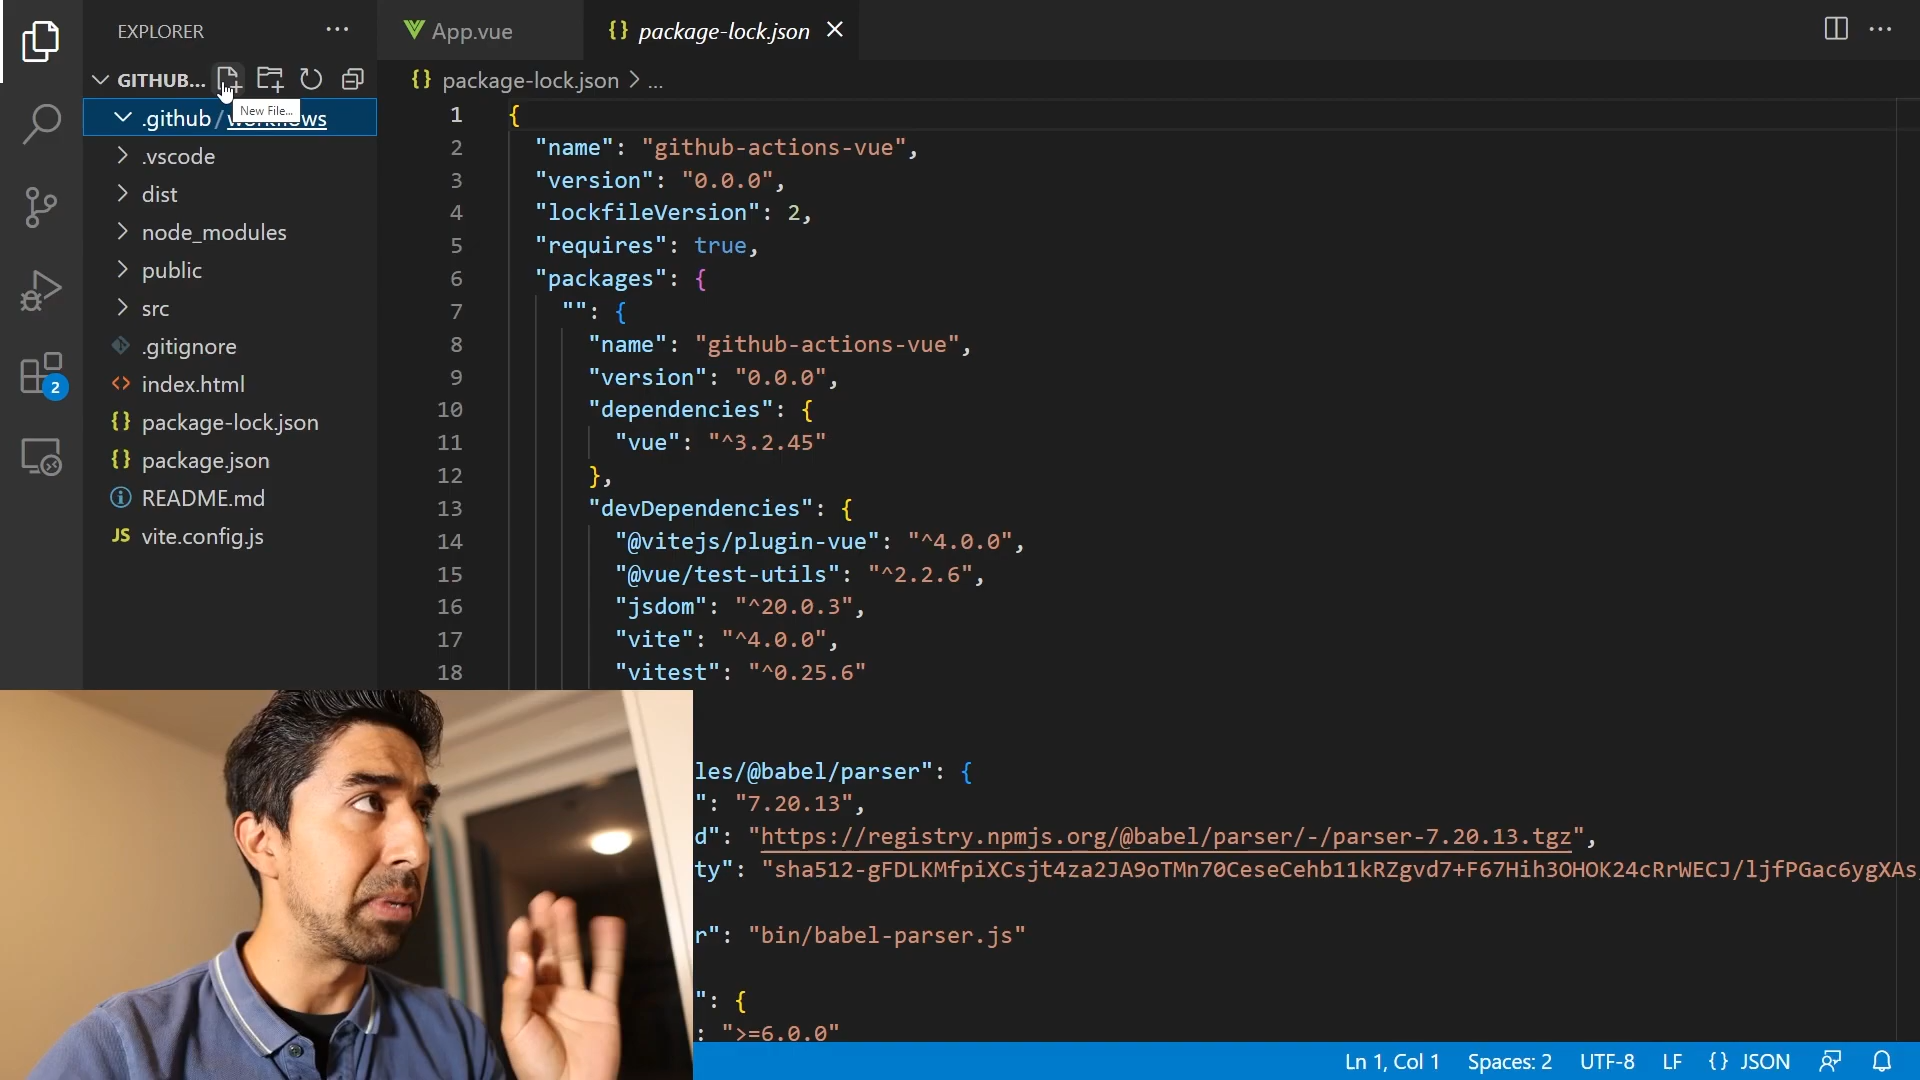 EXPLORER
GITHUB...
New File...
.github / workflows
.vscode
dist
node_modules
public
src
.gitignore
index.html
package-lock.json
package.json
README.md
JS vite.config.js
2
App.vue
{} package-lock.json
{} package-lock.json > ...
1 {
2 "name": "github-actions-vue",
3 "version": "0.0.0",
4 "lockfileVersion": 2,
5 "requires": true,
6 "packages": {
7 "": {
8 "name": "github-actions-vue",
9 "version": "0.0.0",
10 "dependencies": {
11 "vue": "^3.2.45"
12 },
13 "devDependencies": {
14 "@vitejs/plugin-vue": "^4.0.0",
15 "@vue/test-utils": "^2.2.6",
16 "jsdom": "^20.0.3",
17 "vite": "^4.0.0",
18 "vitest": "^0.25.6"
les/@babel/parser": {
": "7.20.13",
d": "https://registry.npmjs.org/@babel/parser/-/parser-7.20.13.tgz",
ty": "sha512-gFDLKMfpiXCsjt4za2JA9oTMn70CeseCehb11kRZgvd7+F67Hih3OHOK24cRrWECJ/ljfPGac6ygXAs
r": "bin/babel-parser.js"
": {
: ">=6.0.0"
Ln 1, Col 1 Spaces: 2 UTF-8 LF {} JSON